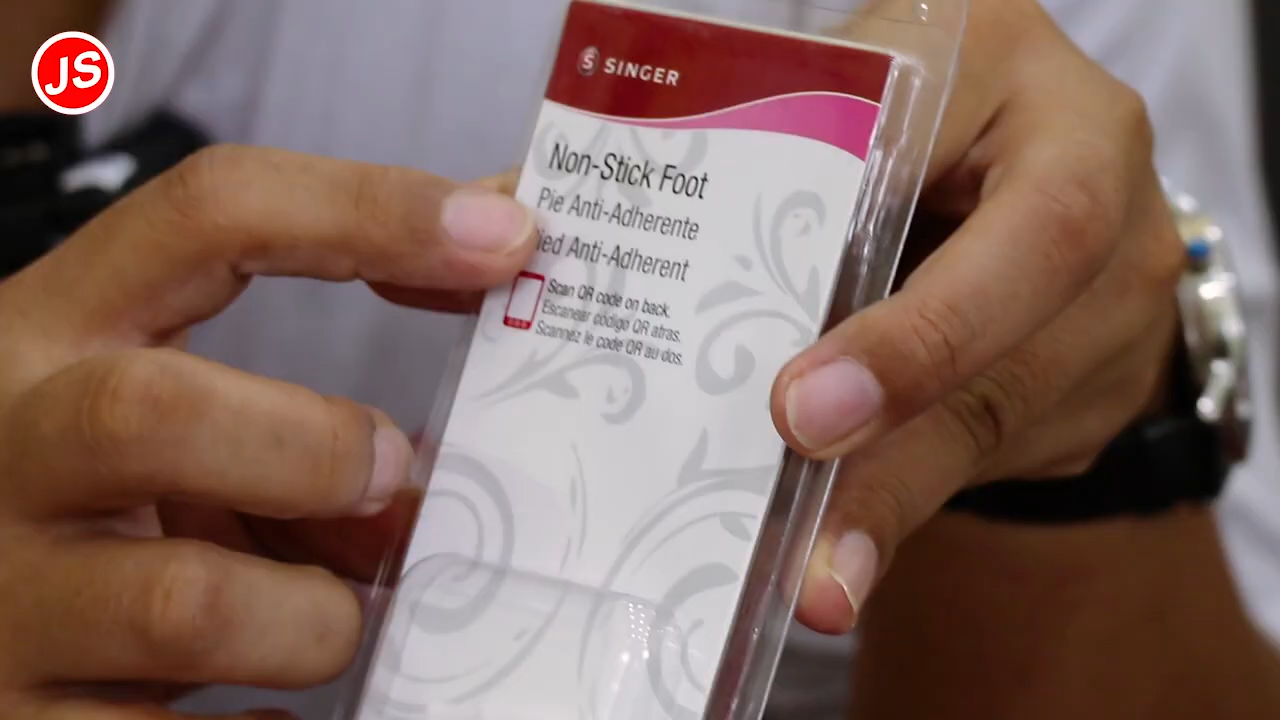 JS
S SINGER
Non-Stick Foot
Pie Anti-Adherente
ied Anti-Adherent
Scan QR code on back.
Escanear código QR atras.
Scannez le code QR au dos.